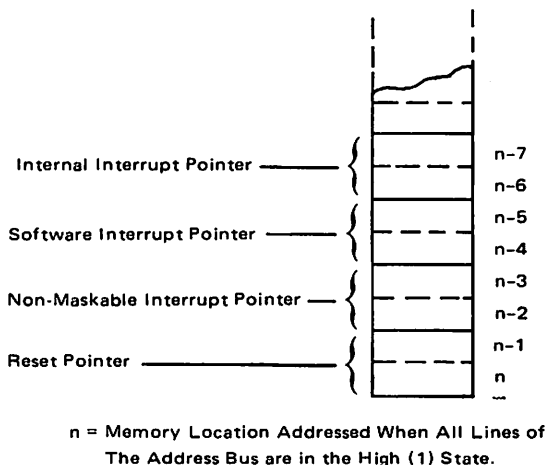 Internal Interrupt Pointer
n-7
n-6
Software Interrupt Pointer
n-5
n-4
Non-Maskable Interrupt Pointer
n-3
n-2
Reset Pointer
n-1
n
n = Memory Location Addressed When All Lines of
The Address Bus are in the High (1) State.